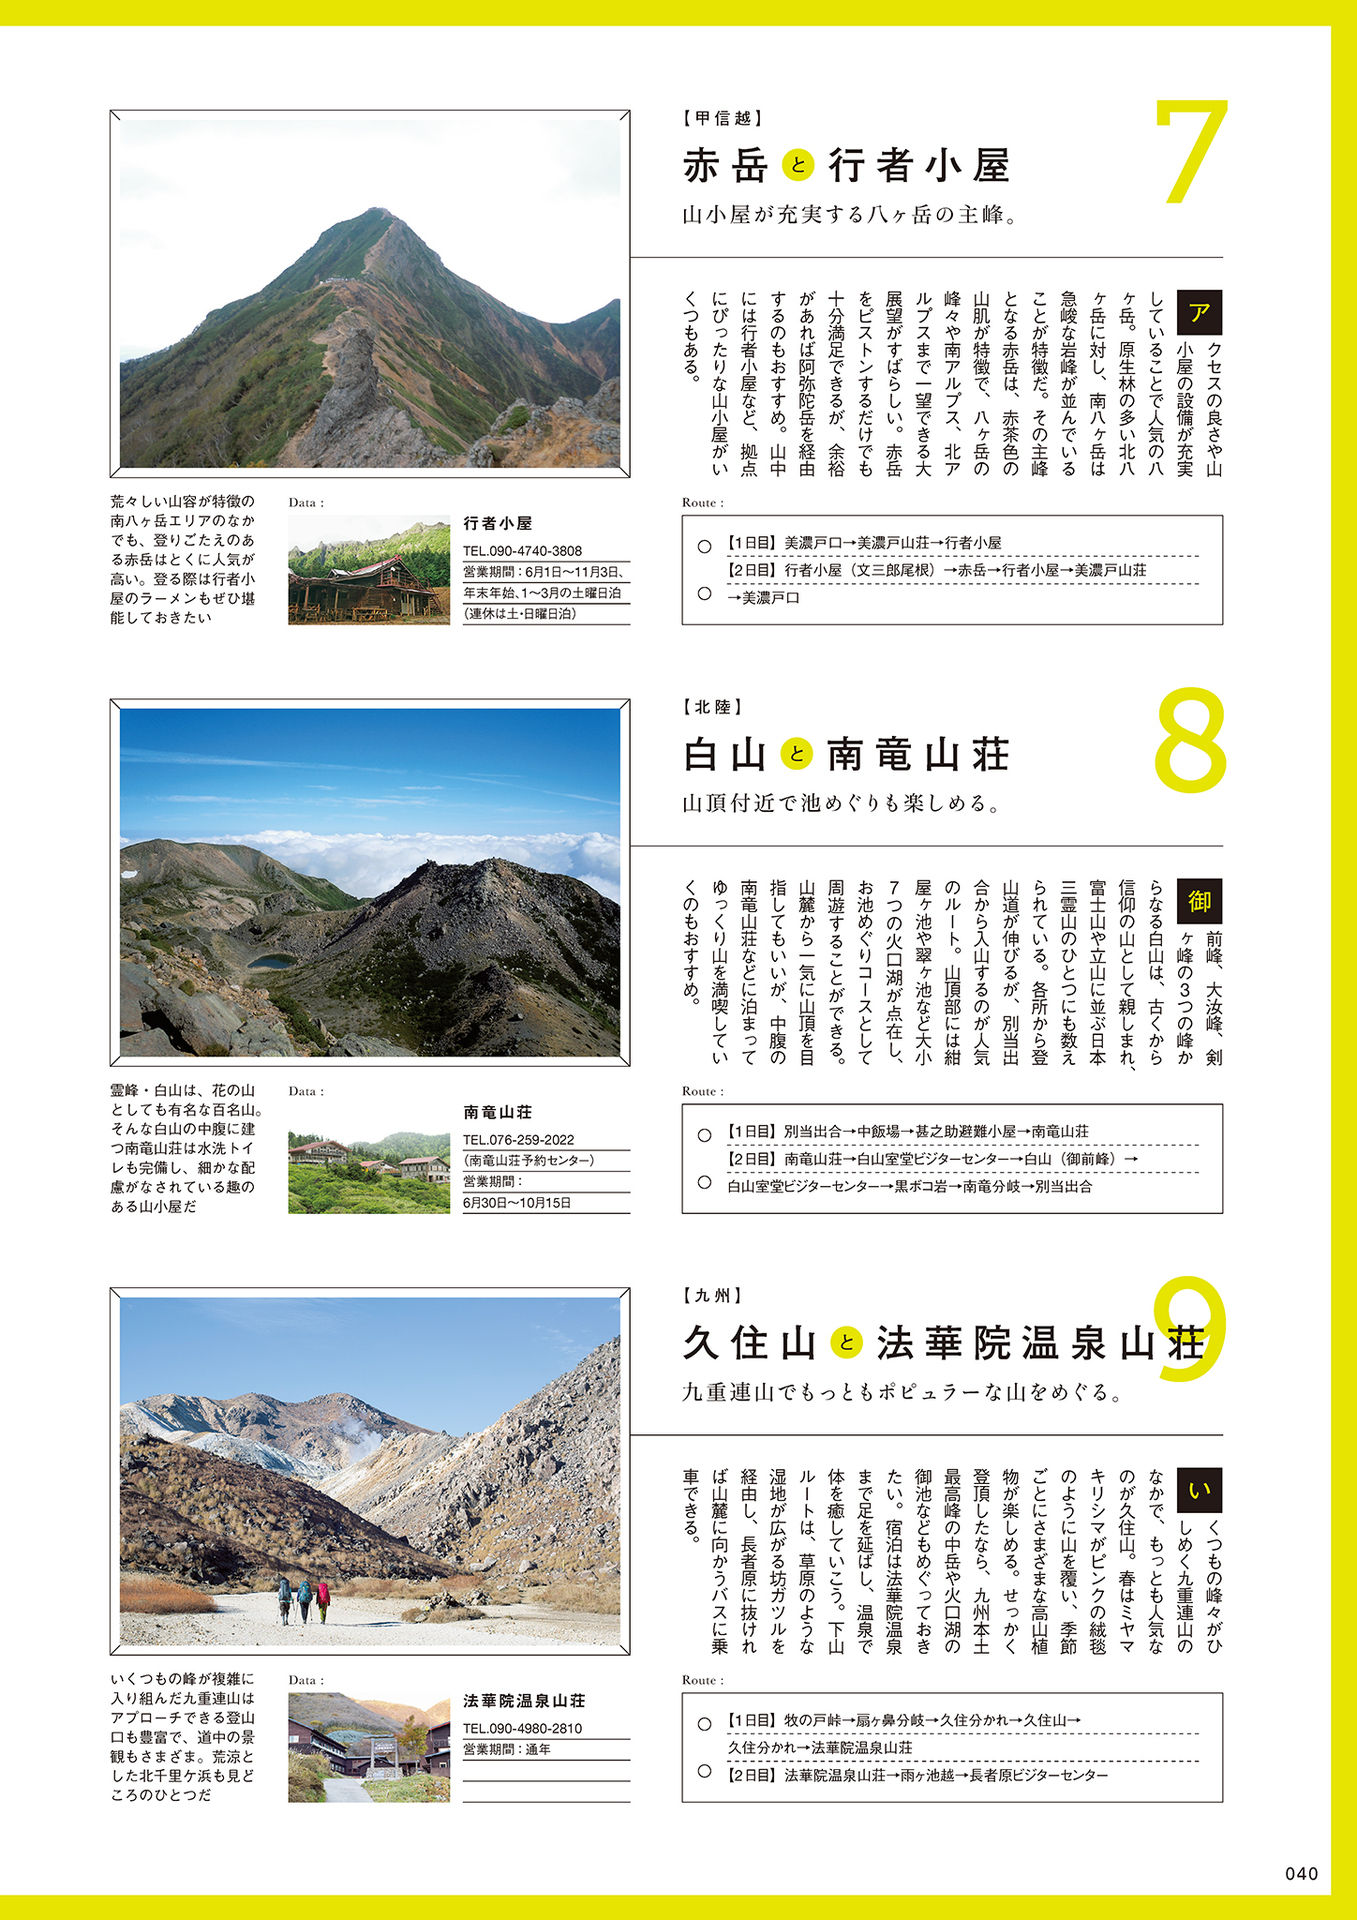 7
【甲信越】
赤岳と行者小屋
山小屋が充実する八ヶ岳の主峰。
ア
クセスの良さや山
小屋の設備が充実
していることで人気の八
ヶ岳。原生林の多い北八
ヶ岳に対し、南八ヶ岳は
急峻な岩峰が並んでいる
ことが特徴だ。その主峰
となる赤岳は、赤茶色の
山肌が特徴で、八ヶ岳の
峰々や南アルプス、北ア
ルプスまで一望できる大
展望がすばらしい。赤岳
をピストンするだけでも
十分満足できるが、余裕
があれば阿弥陀岳を経由
するのもおすすめ。山中
には行者小屋など、拠点
にぴったりな山小屋がい
くつもある。
荒々しい山容が特徴の
南八ヶ岳エリアのなか
でも、登りごたえのあ
る赤岳はとくに人気が
高い。登る際は行者小
屋のラーメンもぜひ堪
能しておきたい
Data :
行者小屋
TEL.090-4740-3808
営業期間：6月1日〜11月3日、
年末年始、1〜3月の土曜日泊
（連休は土・日曜日泊）
Route :
【1日目】美濃戸口→美濃戸山荘→行者小屋
【2日目】行者小屋（文三郎尾根）→赤岳→行者小屋→美濃戸山荘
→美濃戸口
8
【北陸】
白山と南竜山荘
山頂付近で池めぐりも楽しめる。
御
前峰、大汝峰、剣
ヶ峰の3つの峰か
らなる白山は、古くから
信仰の山として親しまれ、
富士山や立山に並ぶ日本
三霊山のひとつにも数え
られている。各所から登
山道が伸びるが、別当出
合から入山するのが人気
のルート。山頂部には紺
屋ヶ池や翠ヶ池など大小
7つの火口湖が点在し、
お池めぐりコースとして
周遊することができる。
山麓から一気に山頂を目
指してもいいが、中腹の
南竜山荘などに泊まって
ゆっくり山を満喫してい
くのもおすすめ。
霊峰・白山は、花の山
としても有名な百名山。
そんな白山の中腹に建
つ南竜山荘は水洗トイ
レも完備し、細かな配
慮がなされている趣の
ある山小屋だ
Data :
南竜山荘
TEL.076-259-2022
（南竜山荘予約センター）
営業期間：
6月30日〜10月15日
Route :
【1日目】別当出合→中飯場→甚之助避難小屋→南竜山荘
【2日目】南竜山荘→白山室堂ビジターセンター→白山（御前峰）→
白山室堂ビジターセンター→黒ボコ岩→南竜分岐→別当出合
9
【九州】
久住山と法華院温泉山荘
九重連山でもっともポピュラーな山をめぐる。
い
くつもの峰々がひ
しめく九重連山の
なかで、もっとも人気な
のが久住山。春はミヤマ
キリシマがピンクの絨毯
のように山を覆い、季節
ごとにさまざまな高山植
物が楽しめる。せっかく
登頂したなら、九州本土
最高峰の中岳や火口湖の
御池などもめぐっておき
たい。宿泊は法華院温泉
まで足を延ばし、温泉で
体を癒していこう。下山
ルートは、草原のような
湿地が広がる坊ガツルを
経由し、長者原に抜けれ
ば山麓に向かうバスに乗
車できる。
いくつもの峰が複雑に
入り組んだ九重連山は
アプローチできる登山
口も豊富で、道中の景
観もさまざま。荒涼と
した北千里ケ浜も見ど
ころのひとつだ
Data :
法華院温泉山荘
TEL.090-4980-2810
営業期間：通年
Route :
【1日目】牧の戸峠→扇ヶ鼻分岐→久住分かれ→久住山→
久住分かれ→法華院温泉山荘
【2日目】法華院温泉山荘→雨ヶ池越→長者原ビジターセンター
040